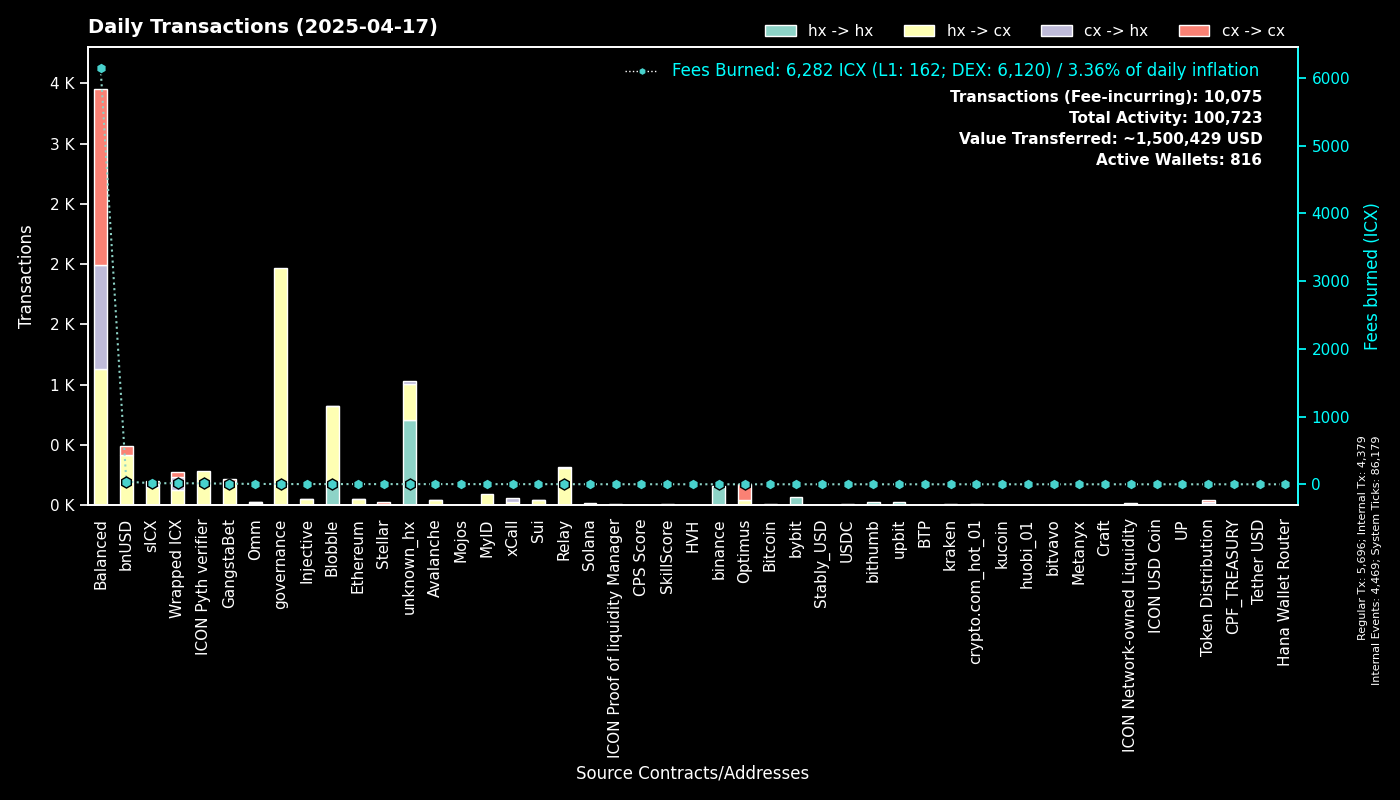 Daily Transactions (2025-04-17)
hx -> hx
hx -> cx
cx -> hx
cx -> cx
Fees Burned: 6,282 ICX (L1: 162; DEX: 6,120) / 3.36% of daily inflation
Transactions (Fee-incurring): 10,075
Total Activity: 100,723
Value Transferred: ~1,500,429 USD
Active Wallets: 816
Transactions
4 K
3 K
2 K
2 K
2 K
1 K
0 K
0 K
6000
5000
4000
3000
2000
1000
0
Fees burned (ICX)
Regular Tx: 5,696; Internal Tx: 4,379
Internal Events: 4,469; System Ticks: 86,179
Balanced
bnUSD
sICX
Wrapped ICX
ICON Pyth verifier
GangstaBet
Omm
governance
Injective
Blobble
Ethereum
Stellar
unknown_hx
Avalanche
Mojos
MyID
xCall
Sui
Relay
Solana
ICON Proof of liquidity Manager
CPS Score
SkillScore
HVH
binance
Optimus
Bitcoin
bybit
Stably_USD
USDC
bithumb
upbit
BTP
kraken
crypto.com_hot_01
kucoin
huobi_01
bitvavo
Metanyx
Craft
ICON Network-owned Liquidity
ICON USD Coin
UP
Token Distribution
CPF_TREASURY
Tether USD
Hana Wallet Router
Source Contracts/Addresses